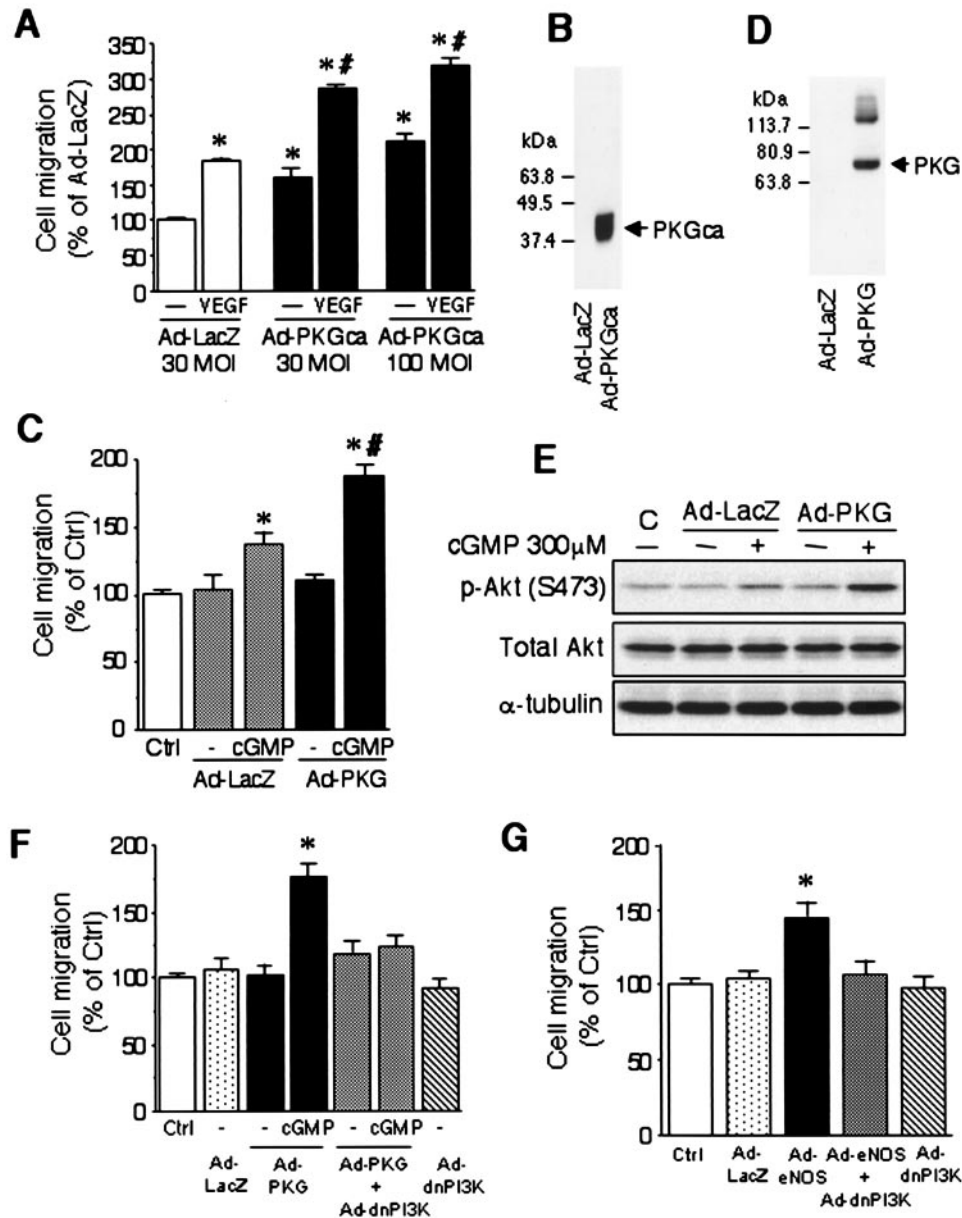 A
Cell migration
(% of Ad-LacZ)
350
300
250
200
150
100
50
0
*
*
*#
*
*#
— VEGF — VEGF — VEGF
Ad-LacZ Ad-PKGca Ad-PKGca
30 MOI 30 MOI 100 MOI
B
kDa
63.8
49.5
37.4
PKGca
Ad-LacZ
Ad-PKGca
D
kDa
113.7
80.9
63.8
PKG
Ad-LacZ
Ad-PKG
C
Cell migration
(% of Ctrl)
200
150
100
50
0
*
*#
Ctrl - cGMP - cGMP
Ad-LacZ Ad-PKG
E
C Ad-LacZ Ad-PKG
cGMP 300µM — — + — +
p-Akt (S473)
Total Akt
α-tubulin
F
Cell migration
(% of Ctrl)
200
150
100
50
0
*
Ctrl - - cGMP - cGMP -
Ad-LacZ
Ad-PKG
Ad-PKG + Ad-dnPI3K
Ad-dnPI3K
G
Cell migration
(% of Ctrl)
200
150
100
50
0
*
Ctrl
Ad-LacZ
Ad-eNOS
Ad-eNOS + Ad-dnPI3K
Ad-dnPI3K